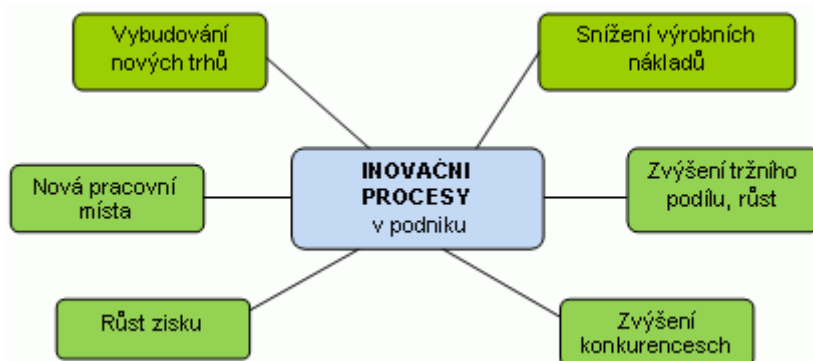 Vybudování
nových trhů
Snížení výrobních
nákladů
INOVAČNI
PROCESY
v podniku
Nová pracovní
místa
Zvýšení tržního
podílu, růst
Růst zisku
Zvýšení
konkurencesch